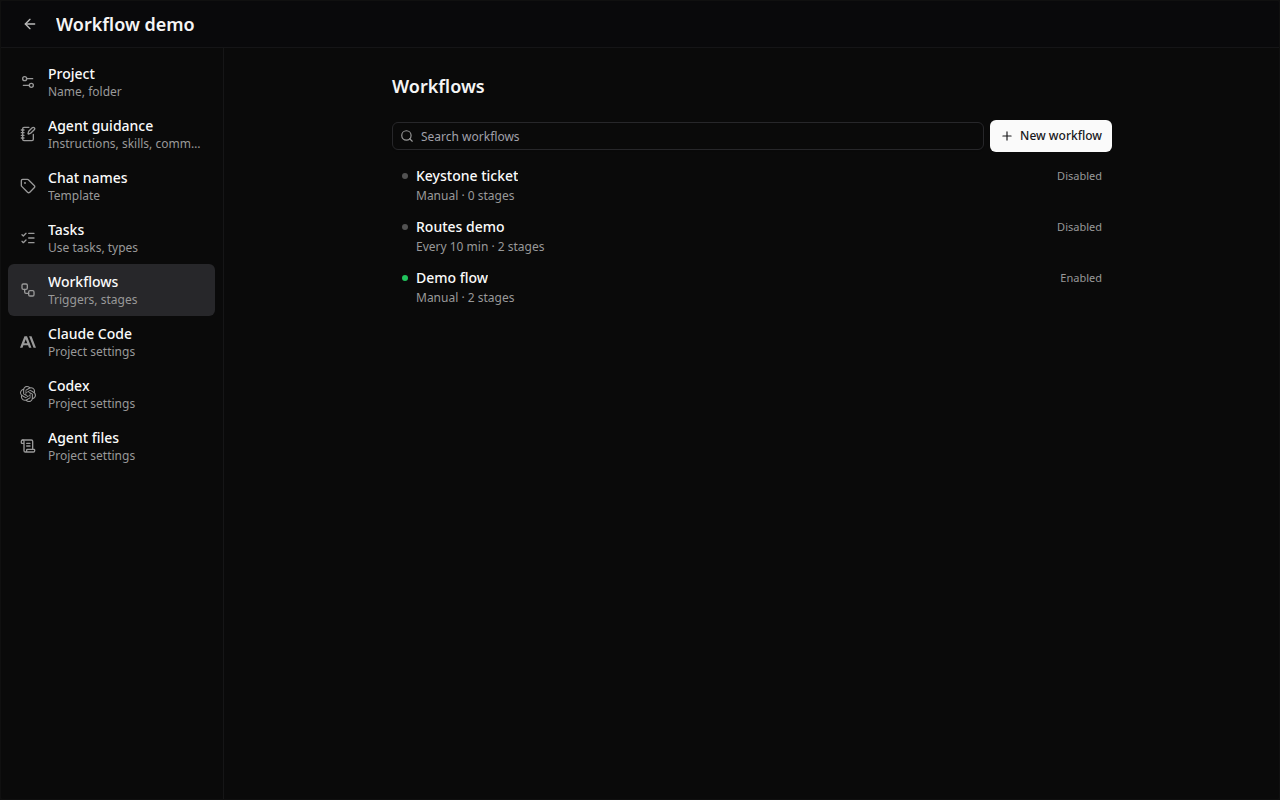 Workflow demo
Project
Name, folder
Agent guidance
Instructions, skills, comm...
Chat names
Template
Tasks
Use tasks, types
Workflows
Triggers, stages
Claude Code
Project settings
Codex
Project settings
Agent files
Project settings
Workflows
Search workflows
New workflow
Keystone ticket
Disabled
Manual · 0 stages
Routes demo
Disabled
Every 10 min · 2 stages
Demo flow
Enabled
Manual · 2 stages